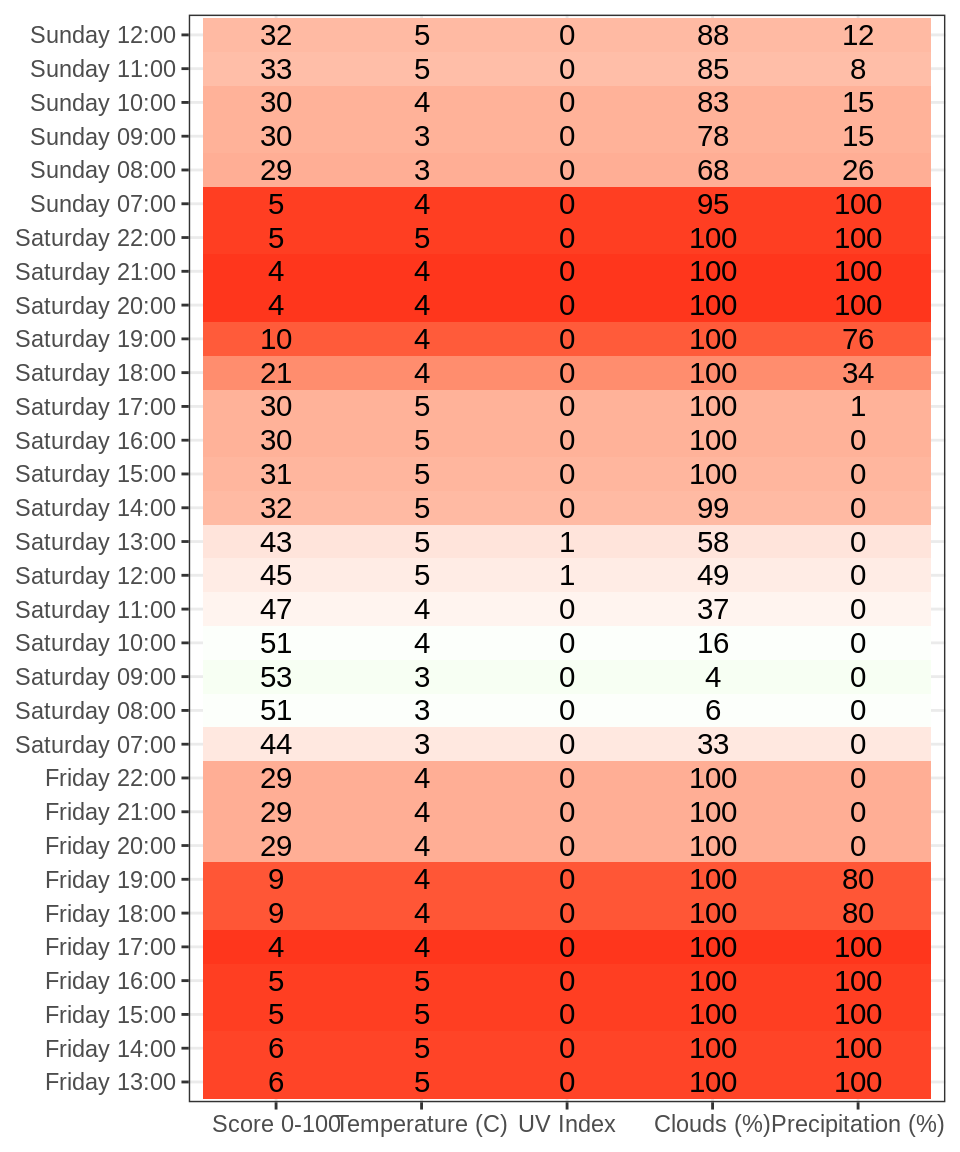 Sunday 12:00 32 5 0 88 12
Sunday 11:00 33 5 0 85 8
Sunday 10:00 30 4 0 83 15
Sunday 09:00 30 3 0 78 15
Sunday 08:00 29 3 0 68 26
Sunday 07:00 5 4 0 95 100
Saturday 22:00 5 5 0 100 100
Saturday 21:00 4 4 0 100 100
Saturday 20:00 4 4 0 100 100
Saturday 19:00 10 4 0 100 76
Saturday 18:00 21 4 0 100 34
Saturday 17:00 30 5 0 100 1
Saturday 16:00 30 5 0 100 0
Saturday 15:00 31 5 0 100 0
Saturday 14:00 32 5 0 99 0
Saturday 13:00 43 5 1 58 0
Saturday 12:00 45 5 1 49 0
Saturday 11:00 47 4 0 37 0
Saturday 10:00 51 4 0 16 0
Saturday 09:00 53 3 0 4 0
Saturday 08:00 51 3 0 6 0
Saturday 07:00 44 3 0 33 0
Friday 22:00 29 4 0 100 0
Friday 21:00 29 4 0 100 0
Friday 20:00 29 4 0 100 0
Friday 19:00 9 4 0 100 80
Friday 18:00 9 4 0 100 80
Friday 17:00 4 4 0 100 100
Friday 16:00 5 5 0 100 100
Friday 15:00 5 5 0 100 100
Friday 14:00 6 5 0 100 100
Friday 13:00 6 5 0 100 100
Score 0-100 Temperature (C) UV Index Clouds (%) Precipitation (%)